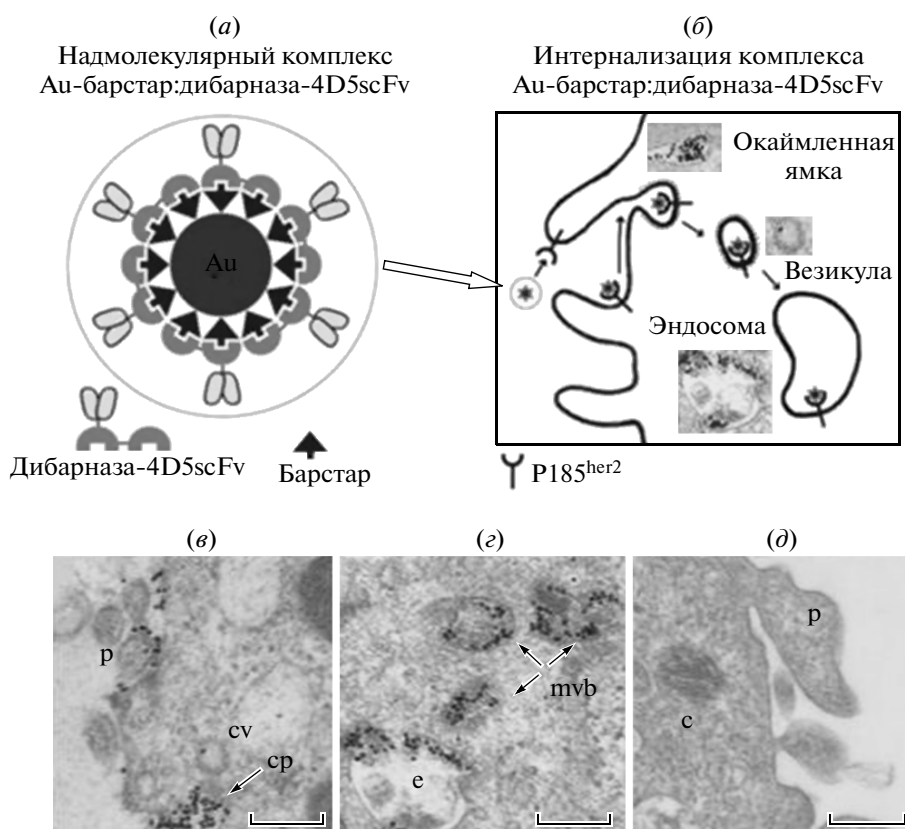 (а)
Надмолекулярный комплекс
Au-барстар:дибарназа-4D5scFv
Au
Дибарназа-4D5scFv
Барстар
(б)
Интернализация комплекса
Au-барстар:дибарназа-4D5scFv
Окаймленная
ямка
Везикула
Эндосома
P185her2
(в)
p
cv
cp
(г)
mvb
e
(д)
p
c